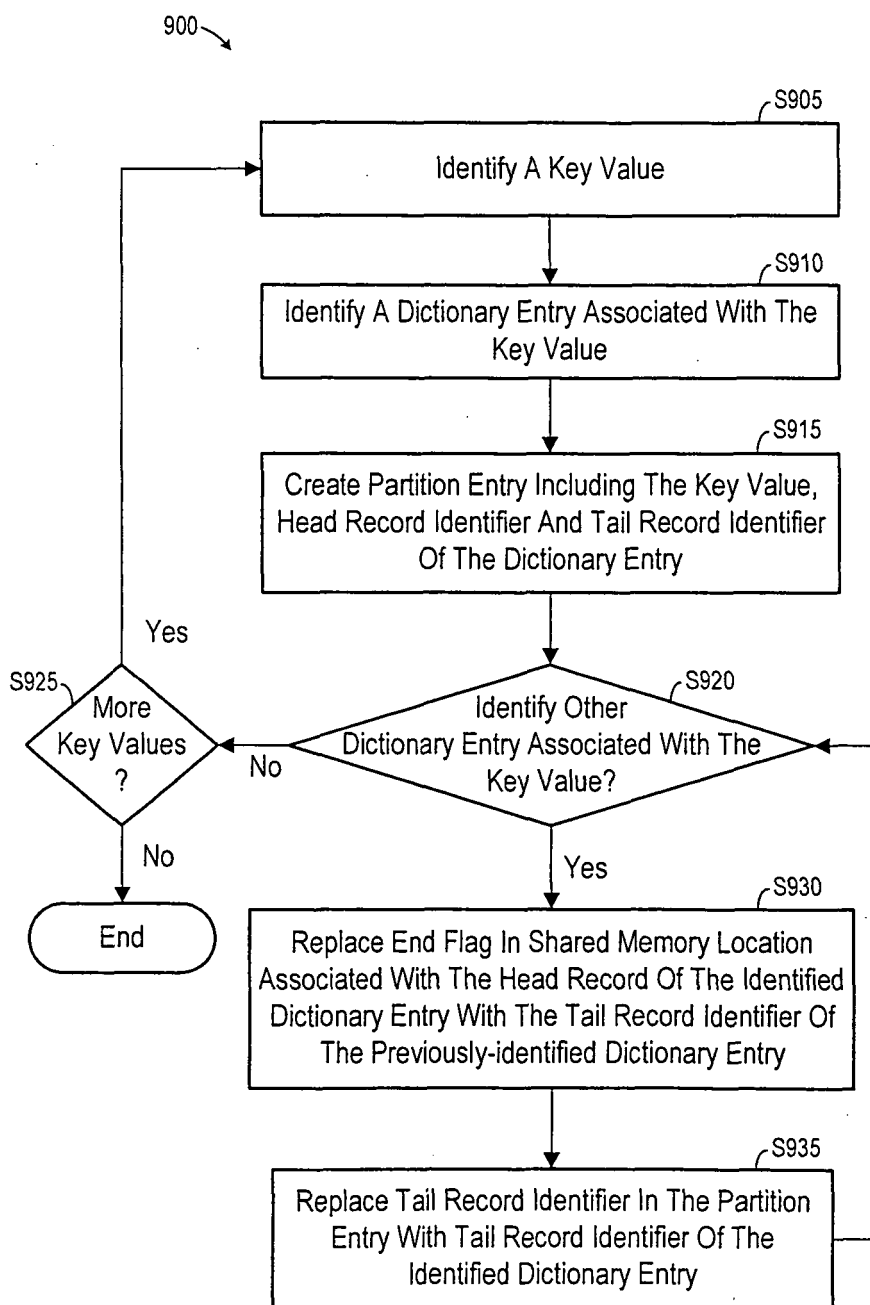 900
S905
Identify A Key Value
S910
Identify A Dictionary Entry Associated With The
Key Value
S915
Create Partition Entry Including The Key Value,
Head Record Identifier And Tail Record Identifier
Of The Dictionary Entry
S920
Identify Other
Dictionary Entry Associated With The
Key Value?
No
Yes
S925
More
Key Values
?
Yes
No
End
S930
Replace End Flag In Shared Memory Location
Associated With The Head Record Of The Identified
Dictionary Entry With The Tail Record Identifier Of
The Previously-identified Dictionary Entry
S935
Replace Tail Record Identifier In The Partition
Entry With Tail Record Identifier Of The
Identified Dictionary Entry